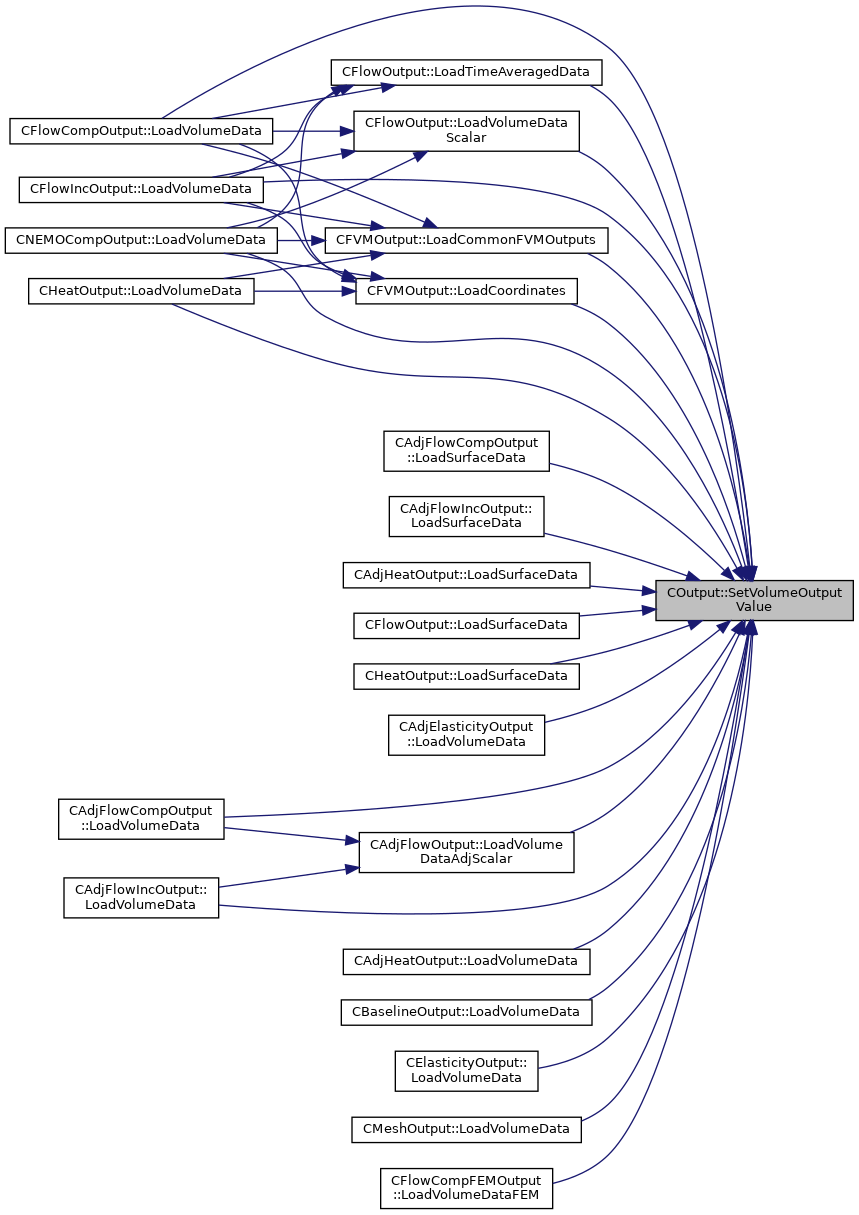 CFlowOutput::LoadTimeAveragedData
CFlowCompOutput::LoadVolumeData
CFlowOutput::LoadVolumeData
Scalar
CFlowIncOutput::LoadVolumeData
CNEMOCompOutput::LoadVolumeData
CFVMOutput::LoadCommonFVMOutputs
CHeatOutput::LoadVolumeData
CFVMOutput::LoadCoordinates
CAdjFlowCompOutput
::LoadSurfaceData
CAdjFlowIncOutput::
LoadSurfaceData
CAdjHeatOutput::LoadSurfaceData
COutput::SetVolumeOutput
Value
CFlowOutput::LoadSurfaceData
CHeatOutput::LoadSurfaceData
CAdjElasticityOutput
::LoadVolumeData
CAdjFlowCompOutput
::LoadVolumeData
CAdjFlowOutput::LoadVolume
DataAdjScalar
CAdjFlowIncOutput::
LoadVolumeData
CAdjHeatOutput::LoadVolumeData
CBaselineOutput::LoadVolumeData
CElasticityOutput::
LoadVolumeData
CMeshOutput::LoadVolumeData
CFlowCompFEMOutput
::LoadVolumeDataFEM